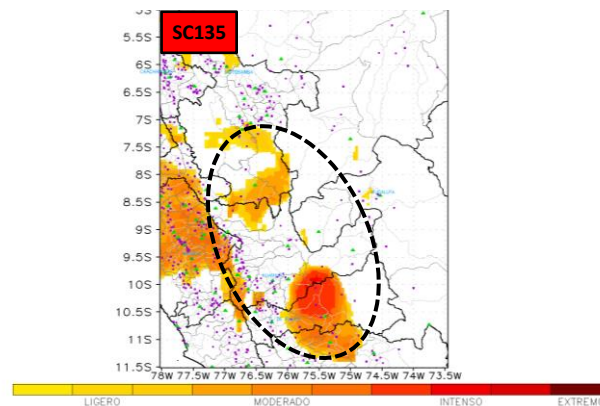 5S
SC135
5.5S
6S
6.5S
7S
7.5S
8S
8.5S
9S
9.5S
10S
10.5S
11S
11.5S
78W 77.5W 77W 76.5W 76W 75.5W 75W 74.5W 74W 73.5W
LIGERO MODERADO INTENSO EXTREMO